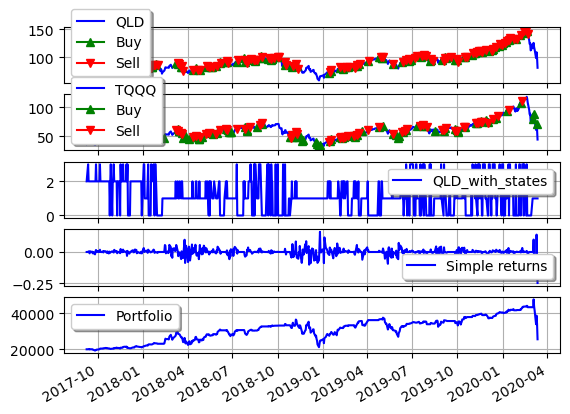 150
100
QLD
Buy
Sell
100
50
TQQQ
Buy
Sell
2
0
QLD_with_states
0.00
−0.25
Simple returns
40000
20000
Portfolio
2017-10 2018-01 2018-04 2018-07 2018-10 2019-01 2019-04 2019-07 2019-10 2020-01 2020-04